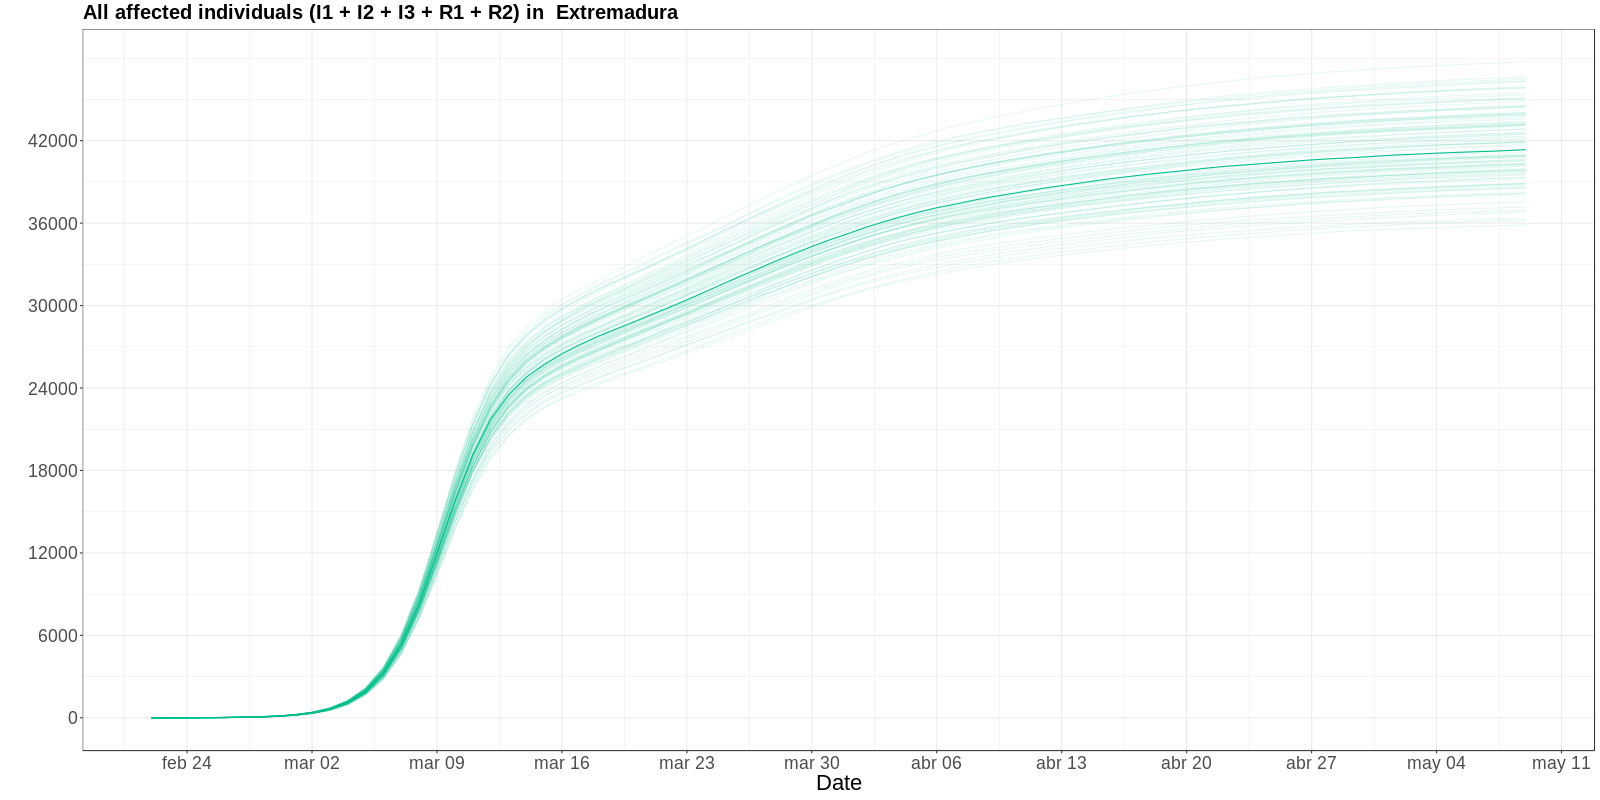 All affected individuals (I1 + I2 + I3 + R1 + R2) in  Extremadura
42000
36000
30000
24000
18000
12000
6000
0
feb 24 mar 02 mar 09 mar 16 mar 23 mar 30 abr 06 abr 13 abr 20 abr 27 may 04 may 11
Date